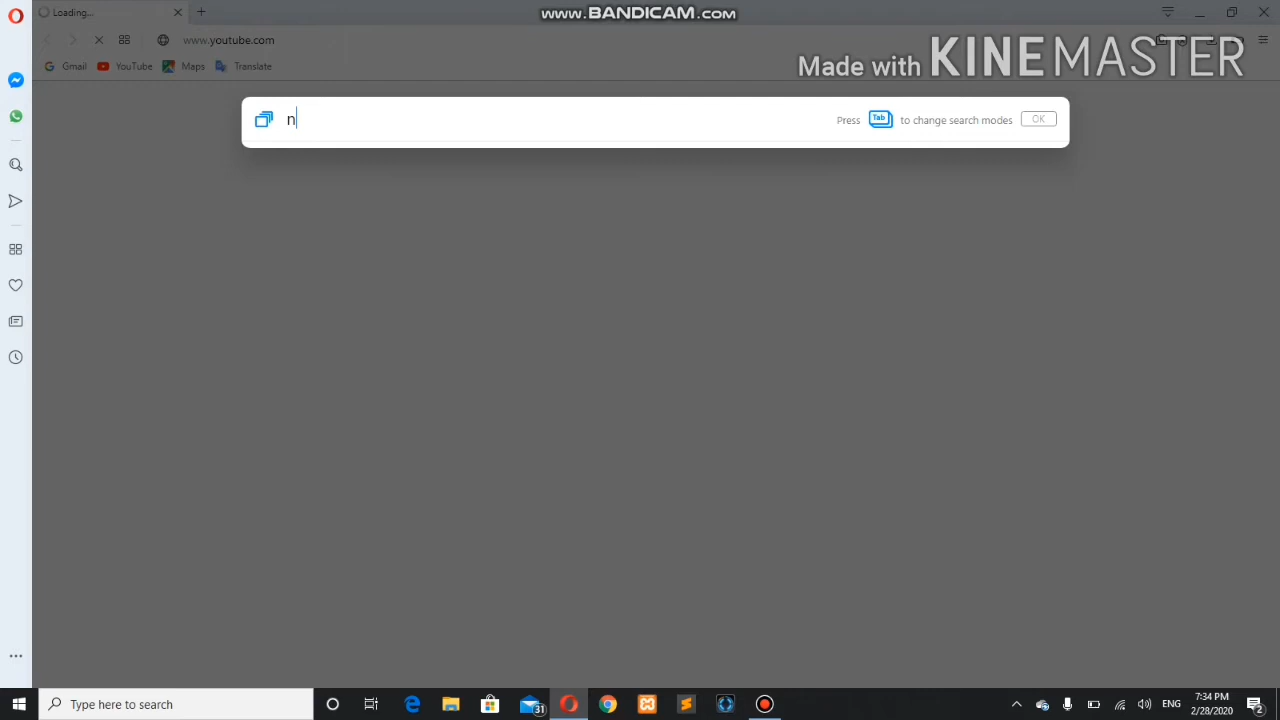 Loading...
www.BANDICAM.com
www.youtube.com
Made with KINEMASTER
Gmail YouTube Maps Translate
n
Press Tab to change search modes OK
Type here to search
31
ENG
7:34 PM
2/28/2020
2